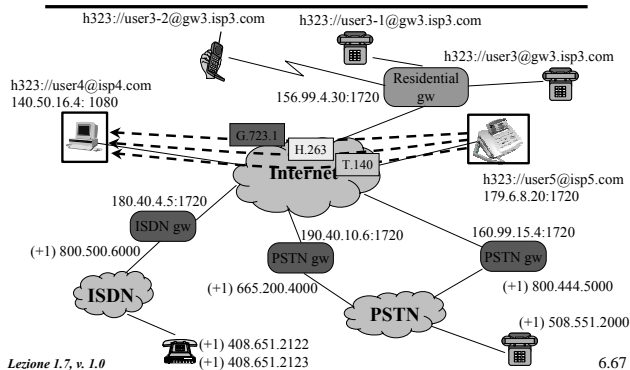 h323://user3-2@gw3.isp3.com
h323://user3-1@gw3.isp3.com
h323://user3@gw3.isp3.com
h323://user4@isp4.com
140.50.16.4: 1080
Residential
gw
156.99.4.30:1720
G.723.1
H.263
T.140
Internet
h323://user5@isp5.com
179.6.8.20:1720
180.40.4.5:1720
ISDN gw
190.40.10.6:1720
160.99.15.4:1720
(+1) 800.500.6000
PSTN gw
PSTN gw
(+1) 665.200.4000
(+1) 800.444.5000
ISDN
PSTN
(+1) 508.551.2000
(+1) 408.651.2122
(+1) 408.651.2123
Lezione 1.7, v. 1.0
6.67